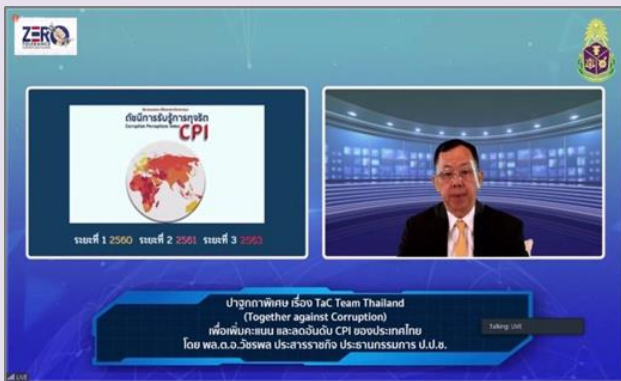 ZERO
TOLERANCE
ดัชนีการรับรู้การทุจริต
Corruption Perceptions Index
CPI
ระยะที่ 1 2560 ระยะที่ 2 2561 ระยะที่ 3 2563
ปาฐกถาพิเศษ เรื่อง TaC Team Thailand
(Together against Corruption)
เพื่อเพิ่มคะแนน และลดอันดับ CPI ของประเทศไทย
โดย พล.ต.อ.วัชรพล ประสารราชกิจ ประธานกรรมการ ป.ป.ช.
Talking: LIVE
LIVE